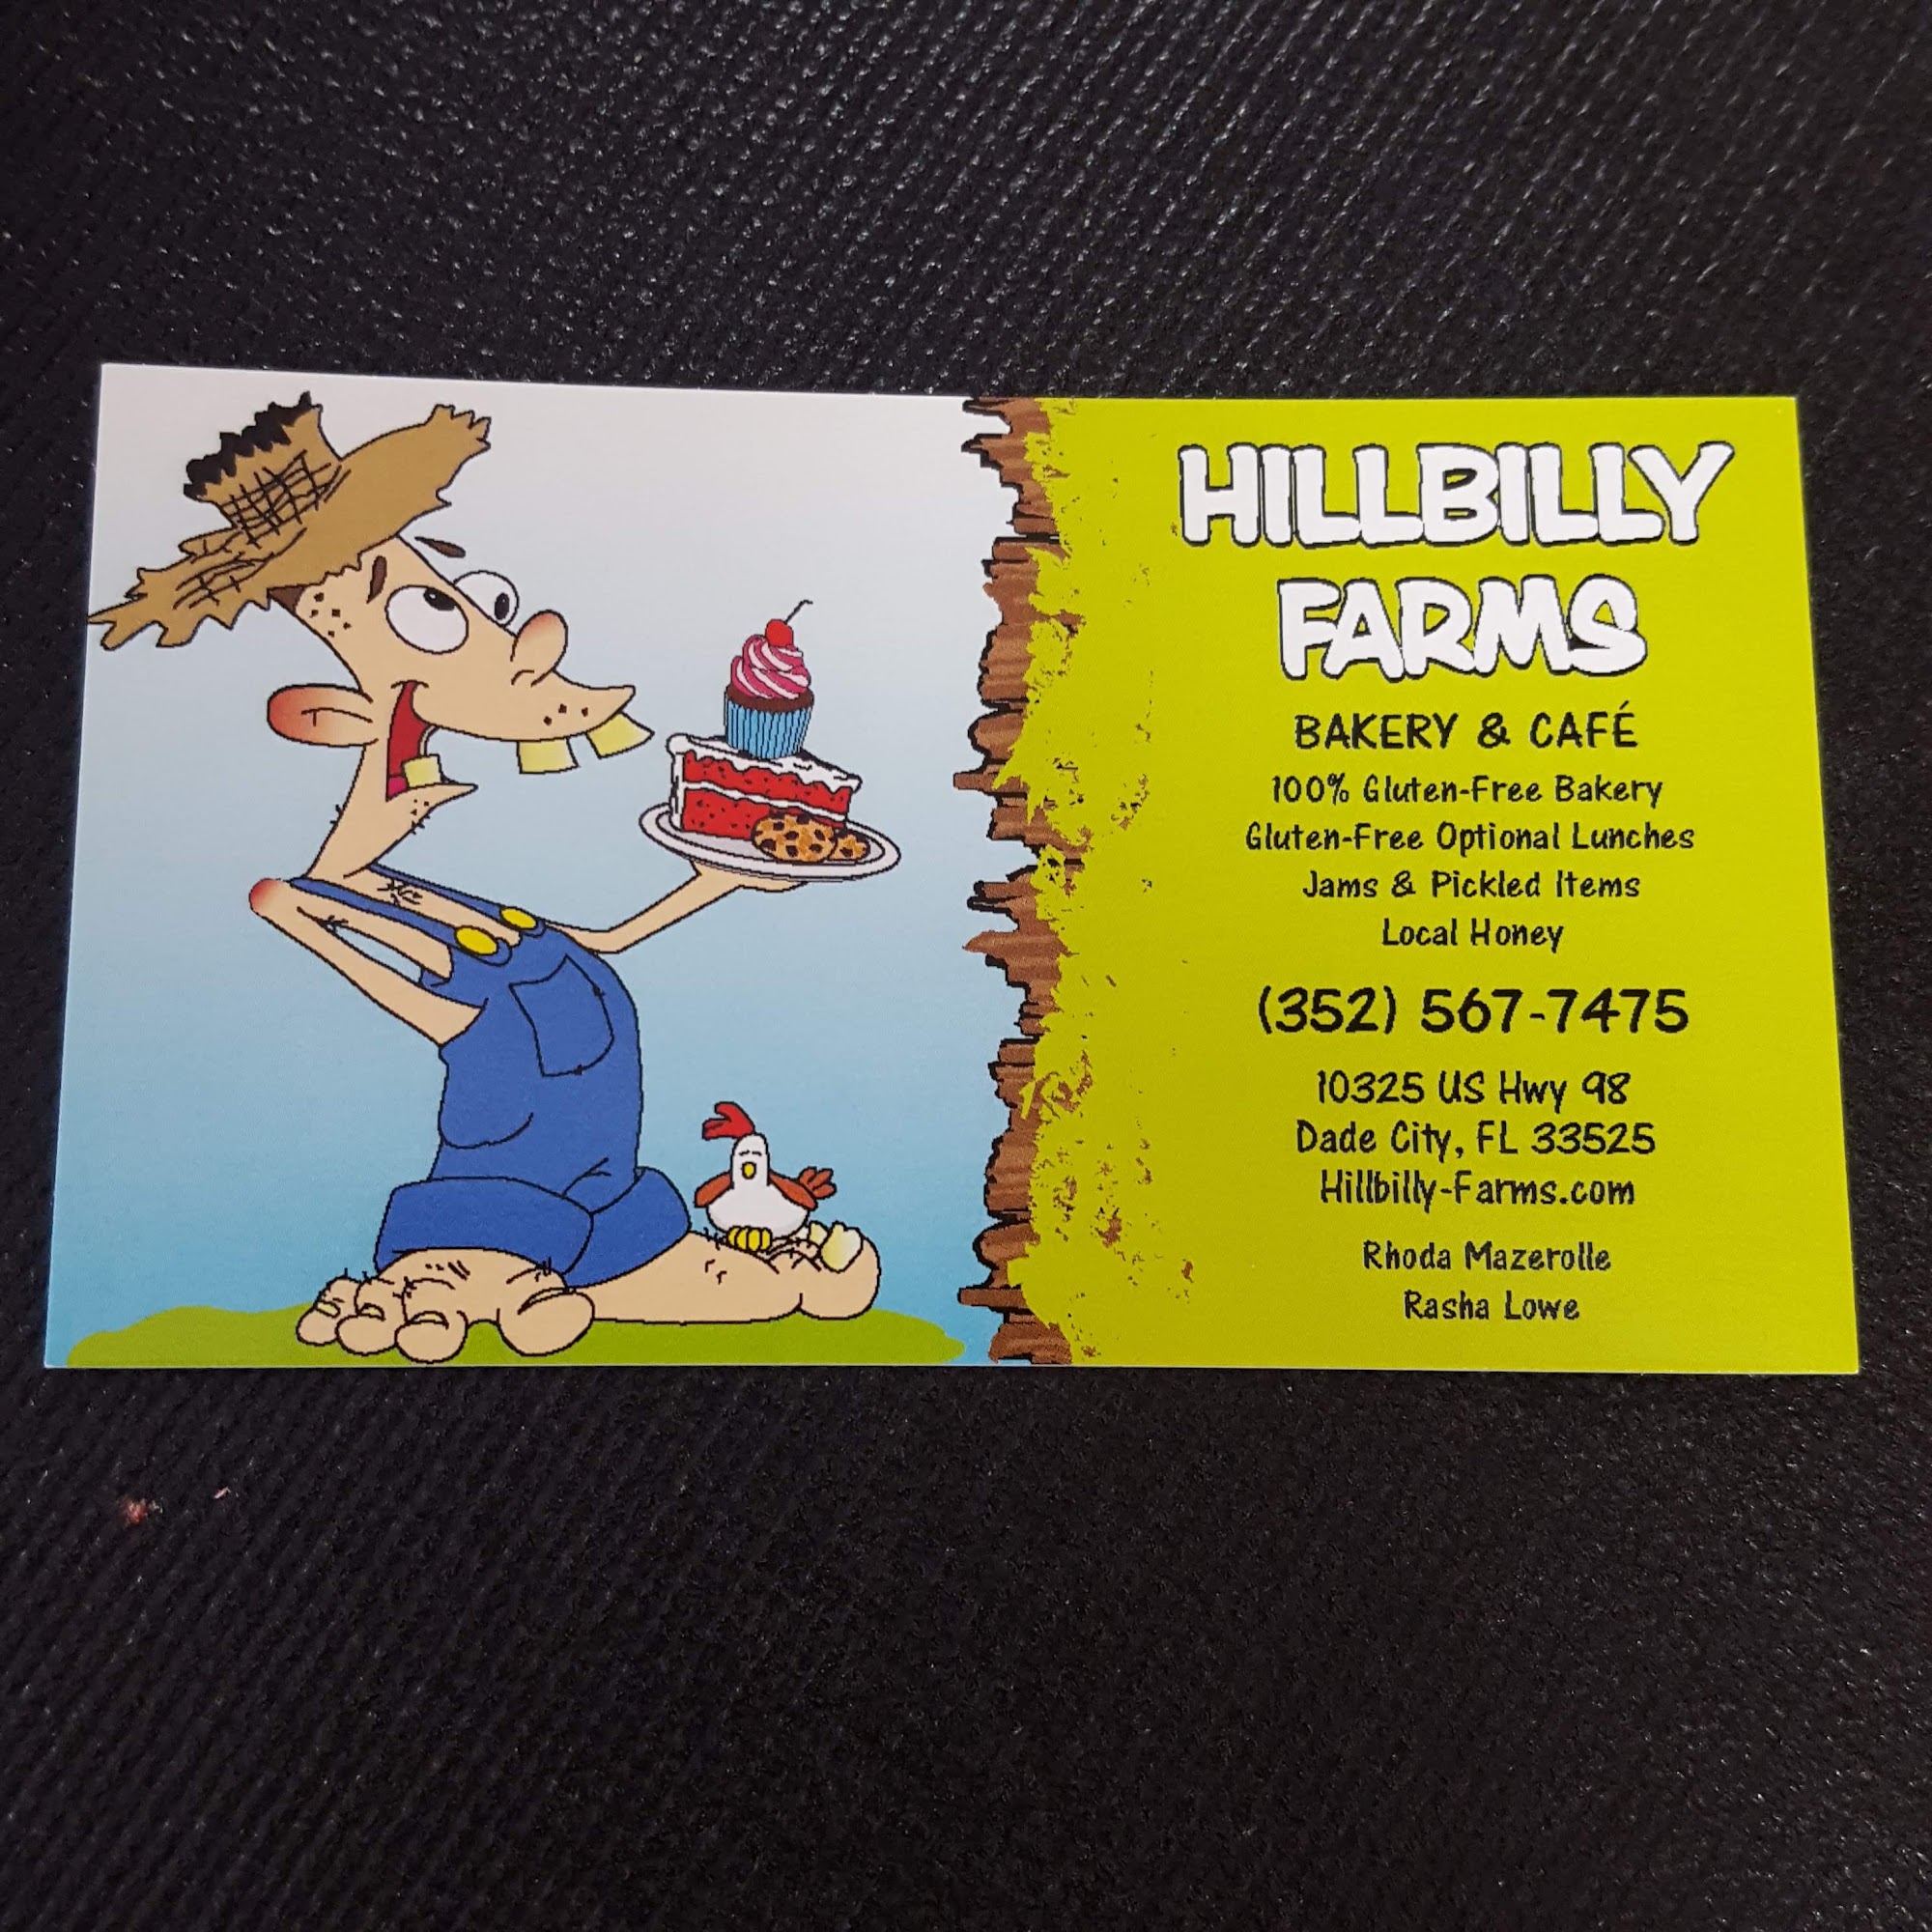 HILLBILLY
FARMS
BAKERY & CAFÉ
100% Gluten-Free Bakery
Gluten-Free Optional Lunches
Jams & Pickled Items
Local Honey
(352) 567-7475
10325 US Hwy 98
Dade City, FL 33525
Hillbilly-Farms.com
Rhoda Mazerolle
Rasha Lowe